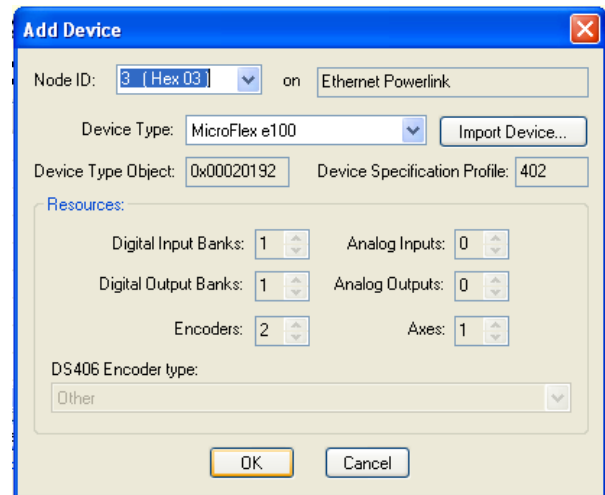 Add Device
Node ID: 3 ( Hex 03 ) on Ethernet Powerlink
Device Type: MicroFlex e100 Import Device...
Device Type Object: 0x00020192 Device Specification Profile: 402
Resources:
Digital Input Banks: 1 Analog Inputs: 0
Digital Output Banks: 1 Analog Outputs: 0
Encoders: 2 Axes: 1
DS406 Encoder type:
Other
OK Cancel